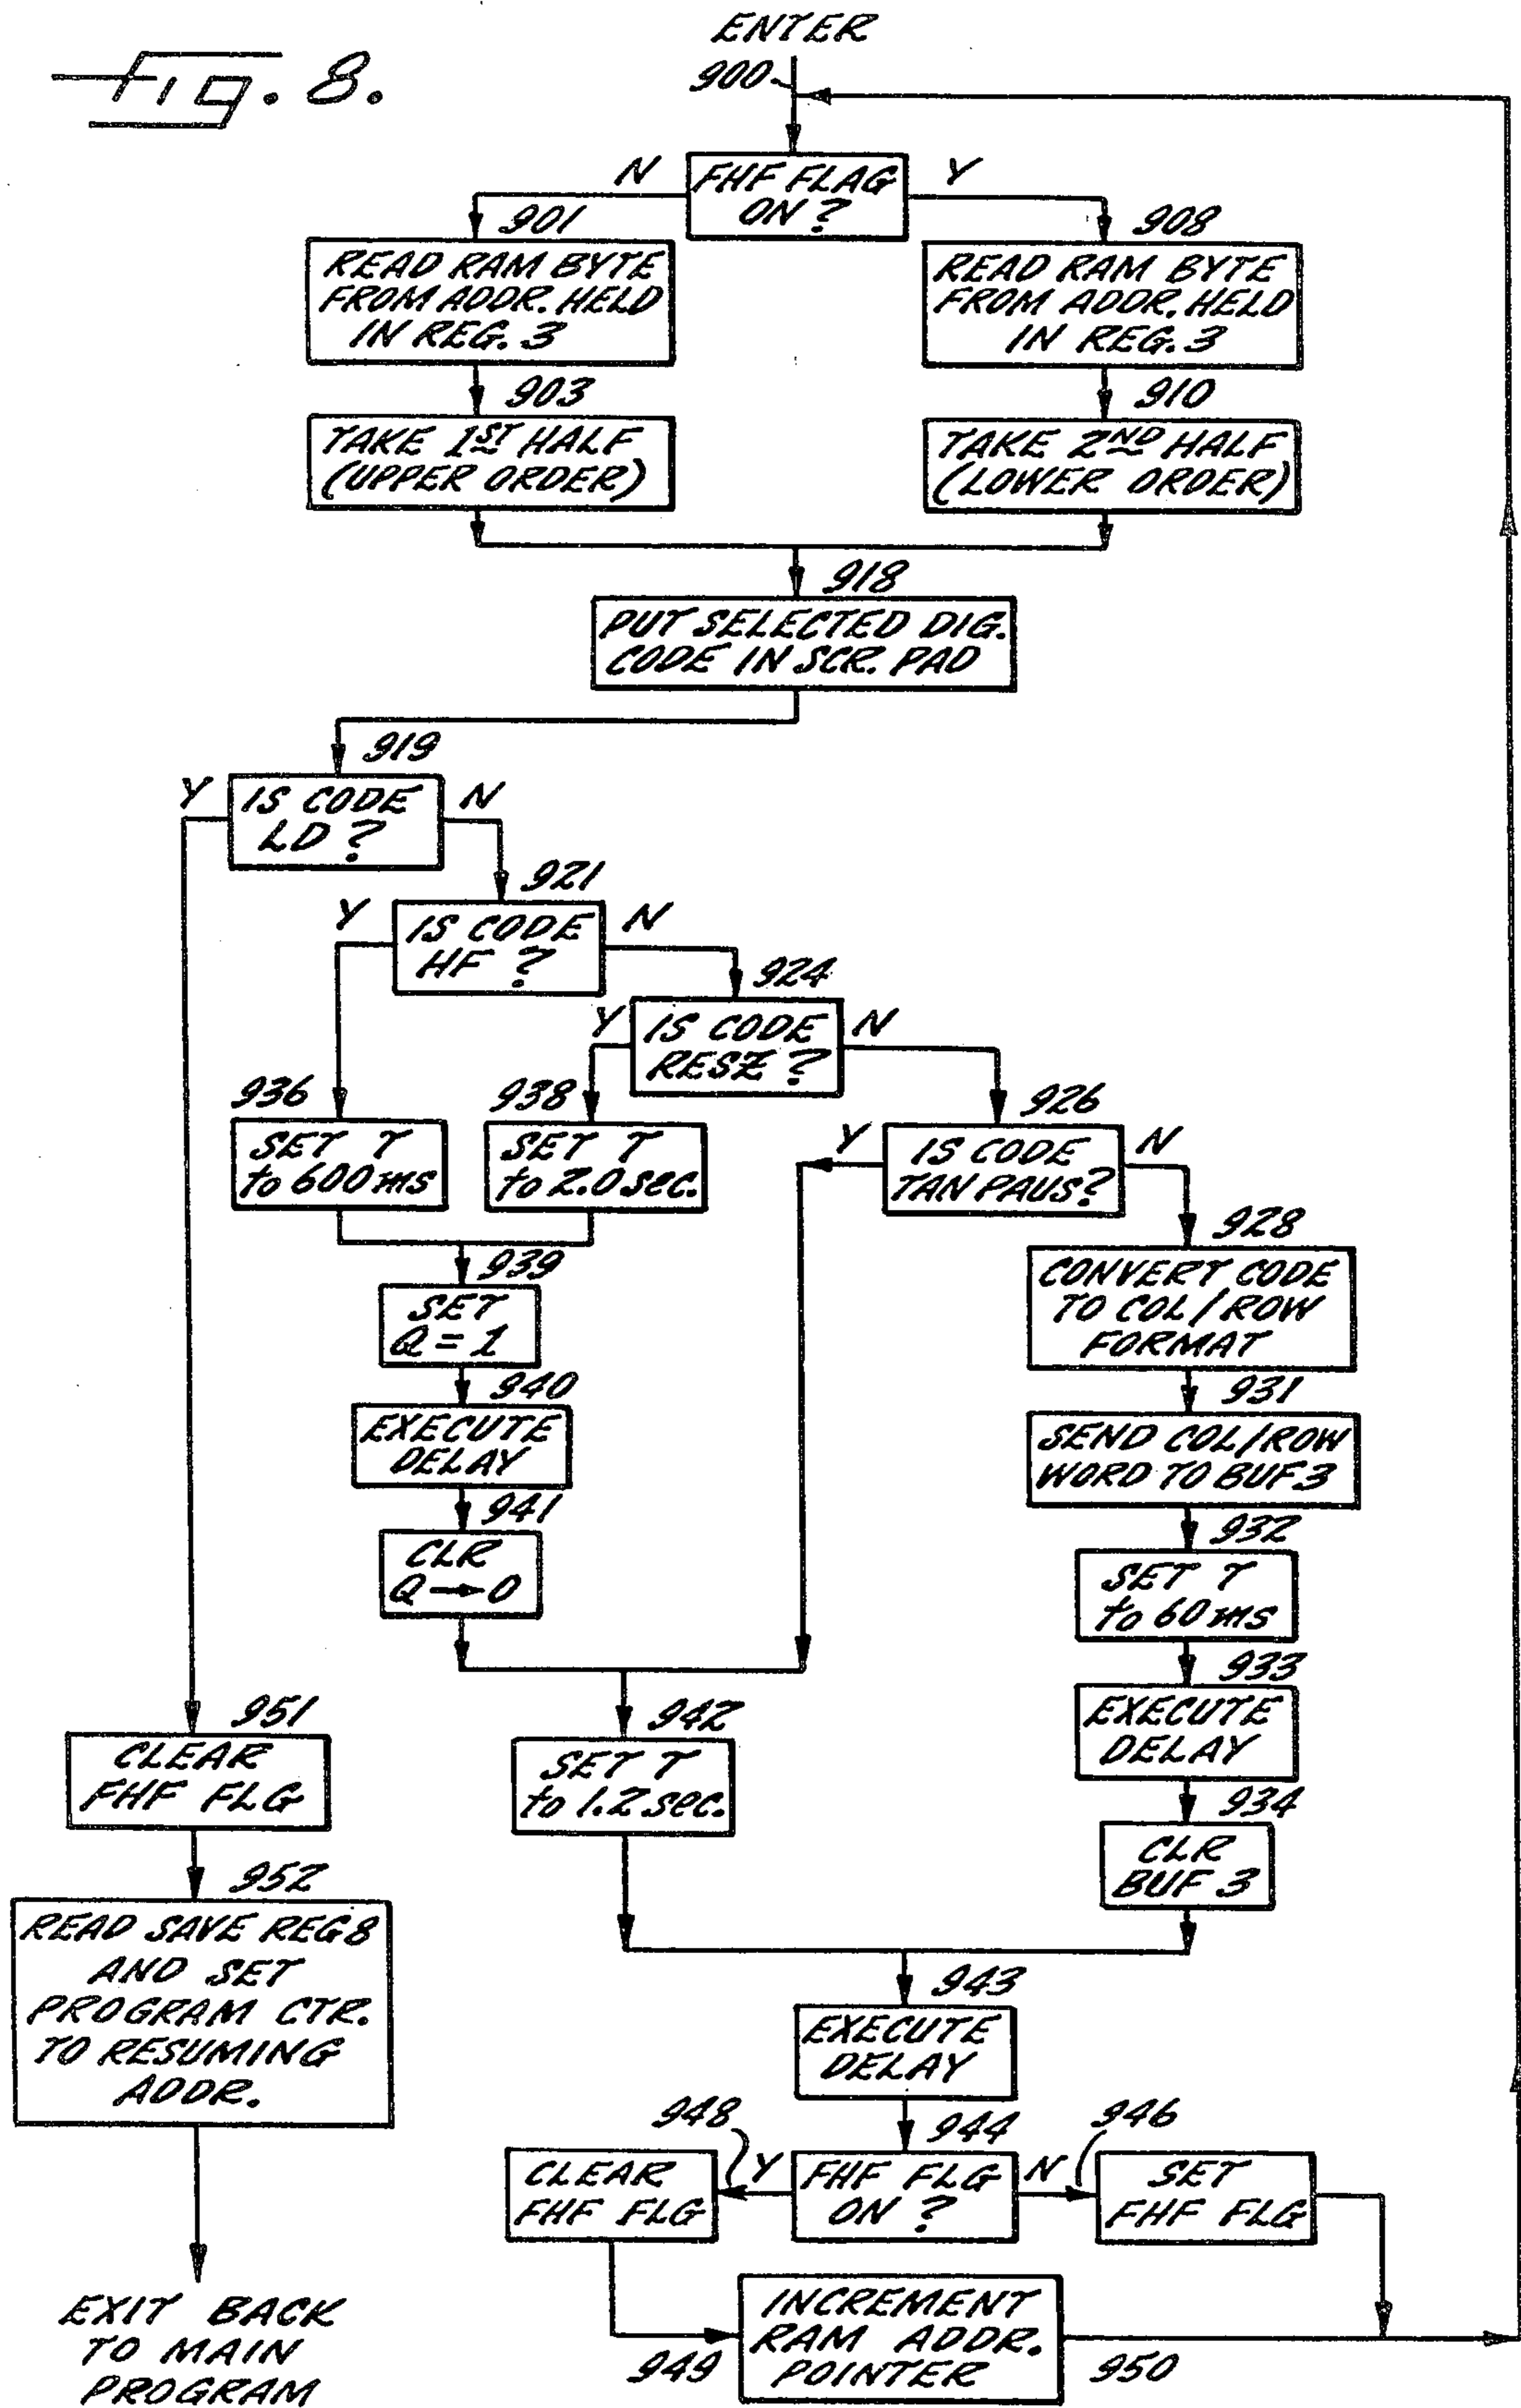 Fig. 8.
ENTER
900
FHF FLAG
ON ?
N
Y
901
READ RAM BYTE
FROM ADDR. HELD
IN REG. 3
908
READ RAM BYTE
FROM ADDR. HELD
IN REG. 3
903
TAKE 1ST HALF
(UPPER ORDER)
910
TAKE 2ND HALF
(LOWER ORDER)
918
PUT SELECTED DIG.
CODE IN SCR. PAD
919
Y
IS CODE
LD ?
N
921
Y
IS CODE
HF ?
N
924
Y
IS CODE
RESZ ?
N
936
SET T
to 600 ms
938
SET T
to 2.0 sec.
926
Y
IS CODE
TAN PAUS?
N
928
CONVERT CODE
TO COL / ROW
FORMAT
939
SET
Q = 1
940
EXECUTE
DELAY
941
CLR
Q → 0
931
SEND COL/ROW
WORD TO BUF 3
932
SET T
to 60 ms
933
EXECUTE
DELAY
934
CLR
BUF 3
951
CLEAR
FHF FLG
942
SET T
to 1.2 sec.
952
READ SAVE REG 8
AND SET
PROGRAM CTR.
TO RESUMING
ADDR.
943
EXECUTE
DELAY
948
944
946
CLEAR
FHF FLG
Y
FHF FLG
ON ?
N
SET
FHF FLG
949
INCREMENT
RAM ADDR.
POINTER
950
EXIT BACK
TO MAIN
PROGRAM